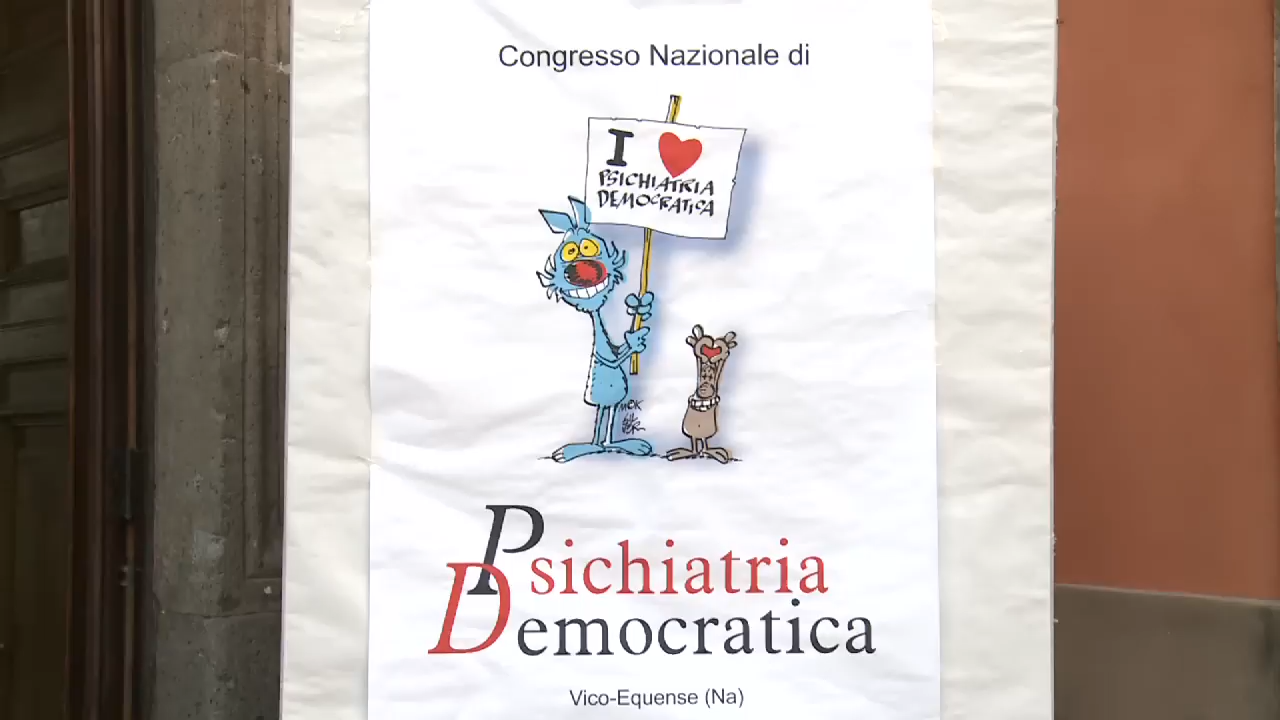 Congresso Nazionale di
I ❤
PSICHIATRIA
DEMOCRATICA
Psichiatria
Democratica
Vico-Equense (Na)